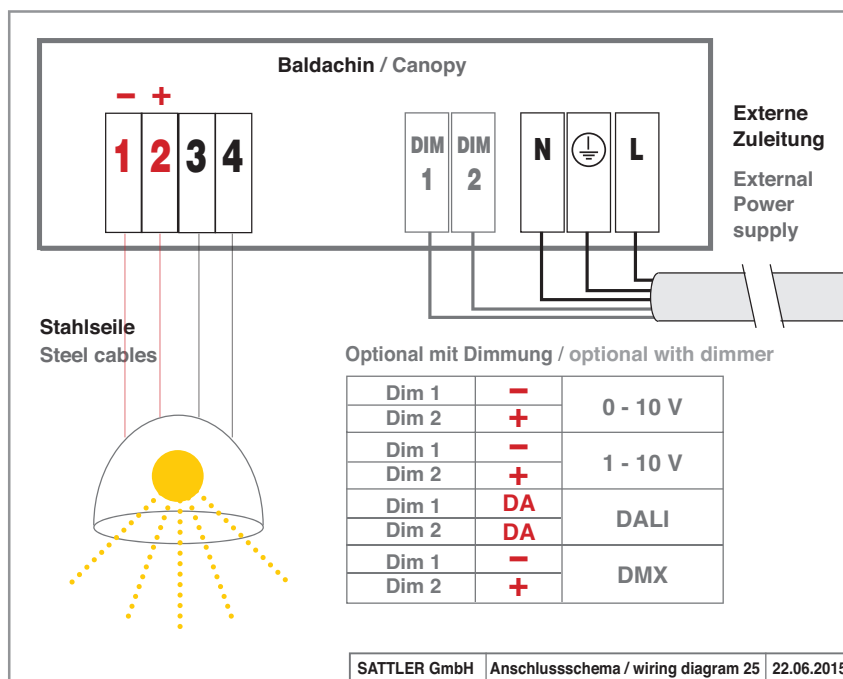 Baldachin / Canopy
− +
1 2 3 4
DIM 1 DIM 2 N L
Externe
Zuleitung
External
Power
supply
Stahlseile
Steel cables
Optional mit Dimmung / optional with dimmer
Dim 1 − 0 - 10 V
Dim 2 +
Dim 1 − 1 - 10 V
Dim 2 +
Dim 1 DA DALI
Dim 2 DA
Dim 1 − DMX
Dim 2 +
SATTLER GmbH Anschlussschema / wiring diagram 25 22.06.2015